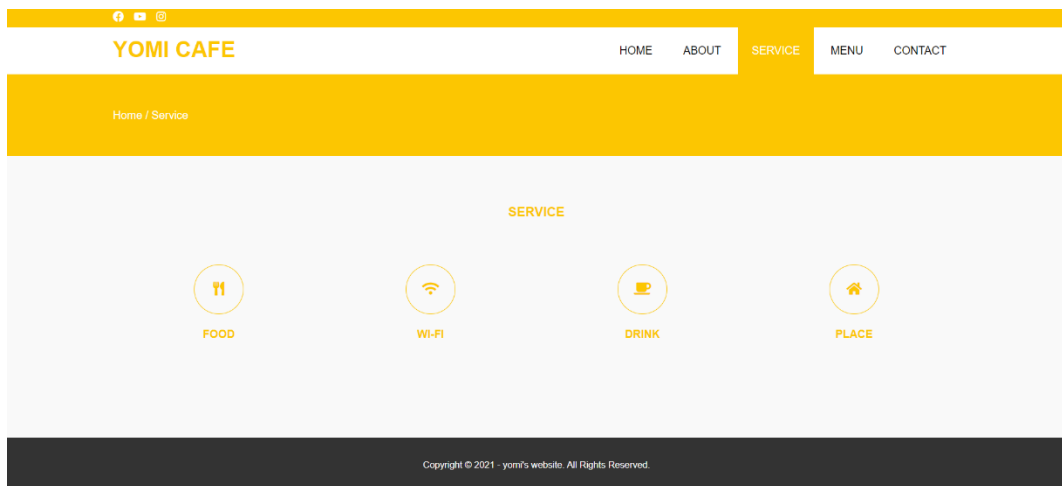 YOMI CAFE
HOME ABOUT SERVICE MENU CONTACT
Home / Service
SERVICE
FOOD WI-FI DRINK PLACE
Copyright © 2021 - yomi's website. All Rights Reserved.